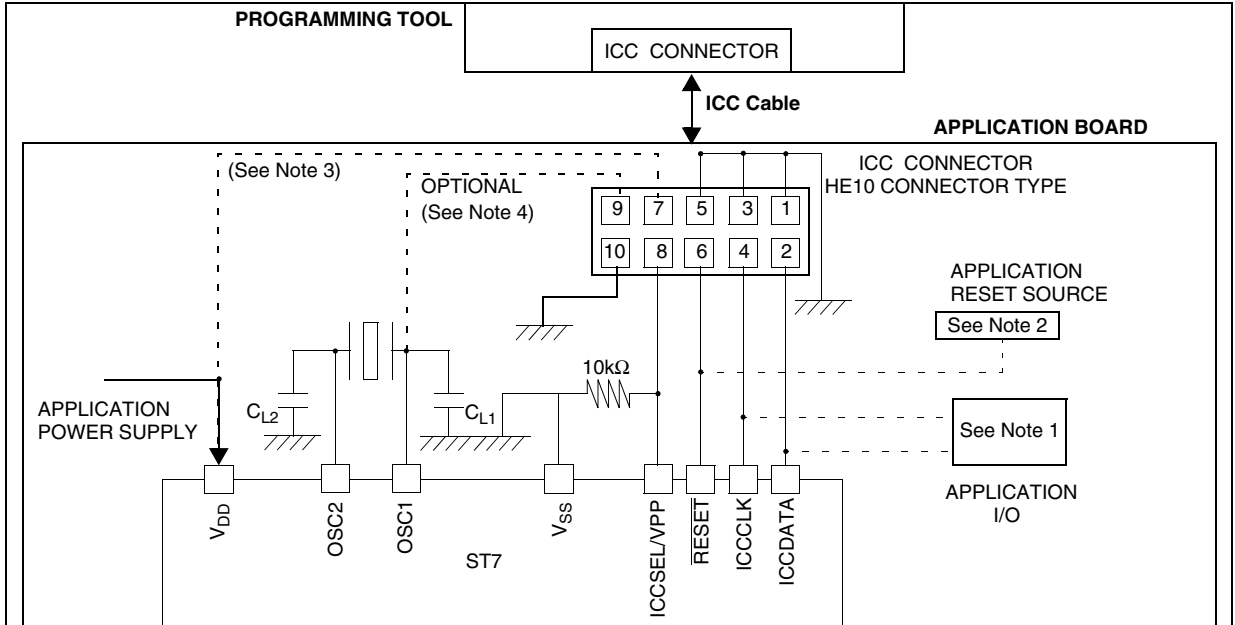 PROGRAMMING TOOL
ICC CONNECTOR
ICC Cable
APPLICATION BOARD
(See Note 3)
OPTIONAL
(See Note 4)
ICC CONNECTOR
HE10 CONNECTOR TYPE
9 7 5 3 1
10 8 6 4 2
APPLICATION
RESET SOURCE
See Note 2
10kΩ
APPLICATION
POWER SUPPLY
CL2
CL1
See Note 1
APPLICATION
I/O
VDD
OSC2
OSC1
VSS
ICCSEL/VPP
RESET
ICCCLK
ICCDATA
ST7